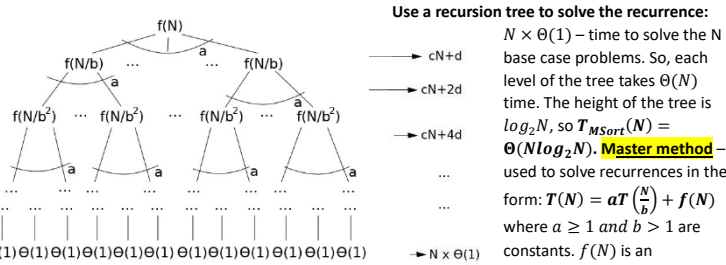 Use a recursion tree to solve the recurrence:
f(N)
a
f(N/b) ... ... f(N/b)
a a
f(N/b²) ... f(N/b²) ... ... f(N/b²) ... f(N/b²)
a a a a
... ... ... ... ... ... ... ...
... ... ... ... ... ... ... ...
(1) Θ(1) Θ(1) Θ(1) Θ(1) Θ(1) Θ(1) Θ(1) Θ(1) Θ(1) Θ(1) Θ(1)
cN+d
cN+2d
cN+4d
...
...
N x Θ(1)
N × Θ(1) – time to solve the N
base case problems. So, each
level of the tree takes Θ(N)
time. The height of the tree is
log₂N, so T_MSort(N) =
Θ(Nlog₂N). Master method –
used to solve recurrences in the
form: T(N) = aT(N/b) + f(N)
where a ≥ 1 and b > 1 are
constants. f(N) is an